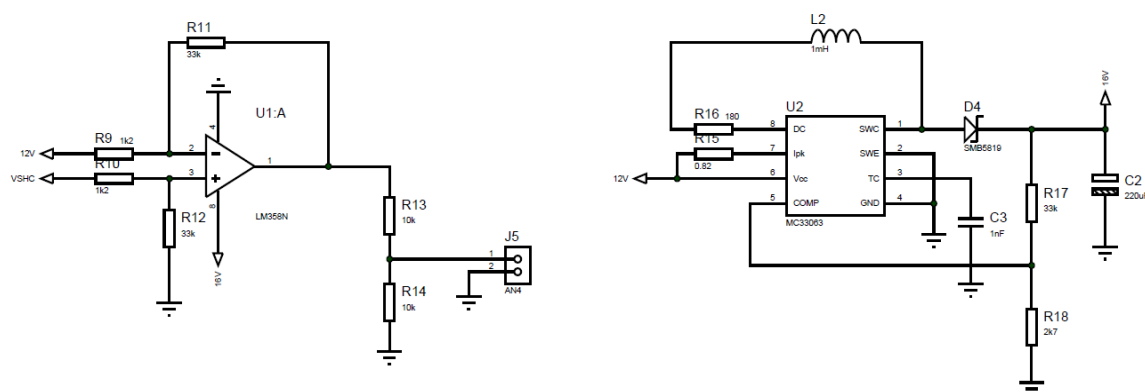 R11
33k
U1:A
4
R9 1k2
12V
2
1
R10
VSHC
3
1k2
R12
33k
8
LM358N
16V
R13
10k
J5
1
2
AN4
R14
10k
L2
1mH
16V
R16 180
U2
D4
8 DC SWC 1
R15
SMB5819
7 Ipk SWE 2
0.82
12V
6 Vcc TC 3
C2
220u
R17
33k
5 COMP GND 4
C3
1nF
MC33063
R18
2k7